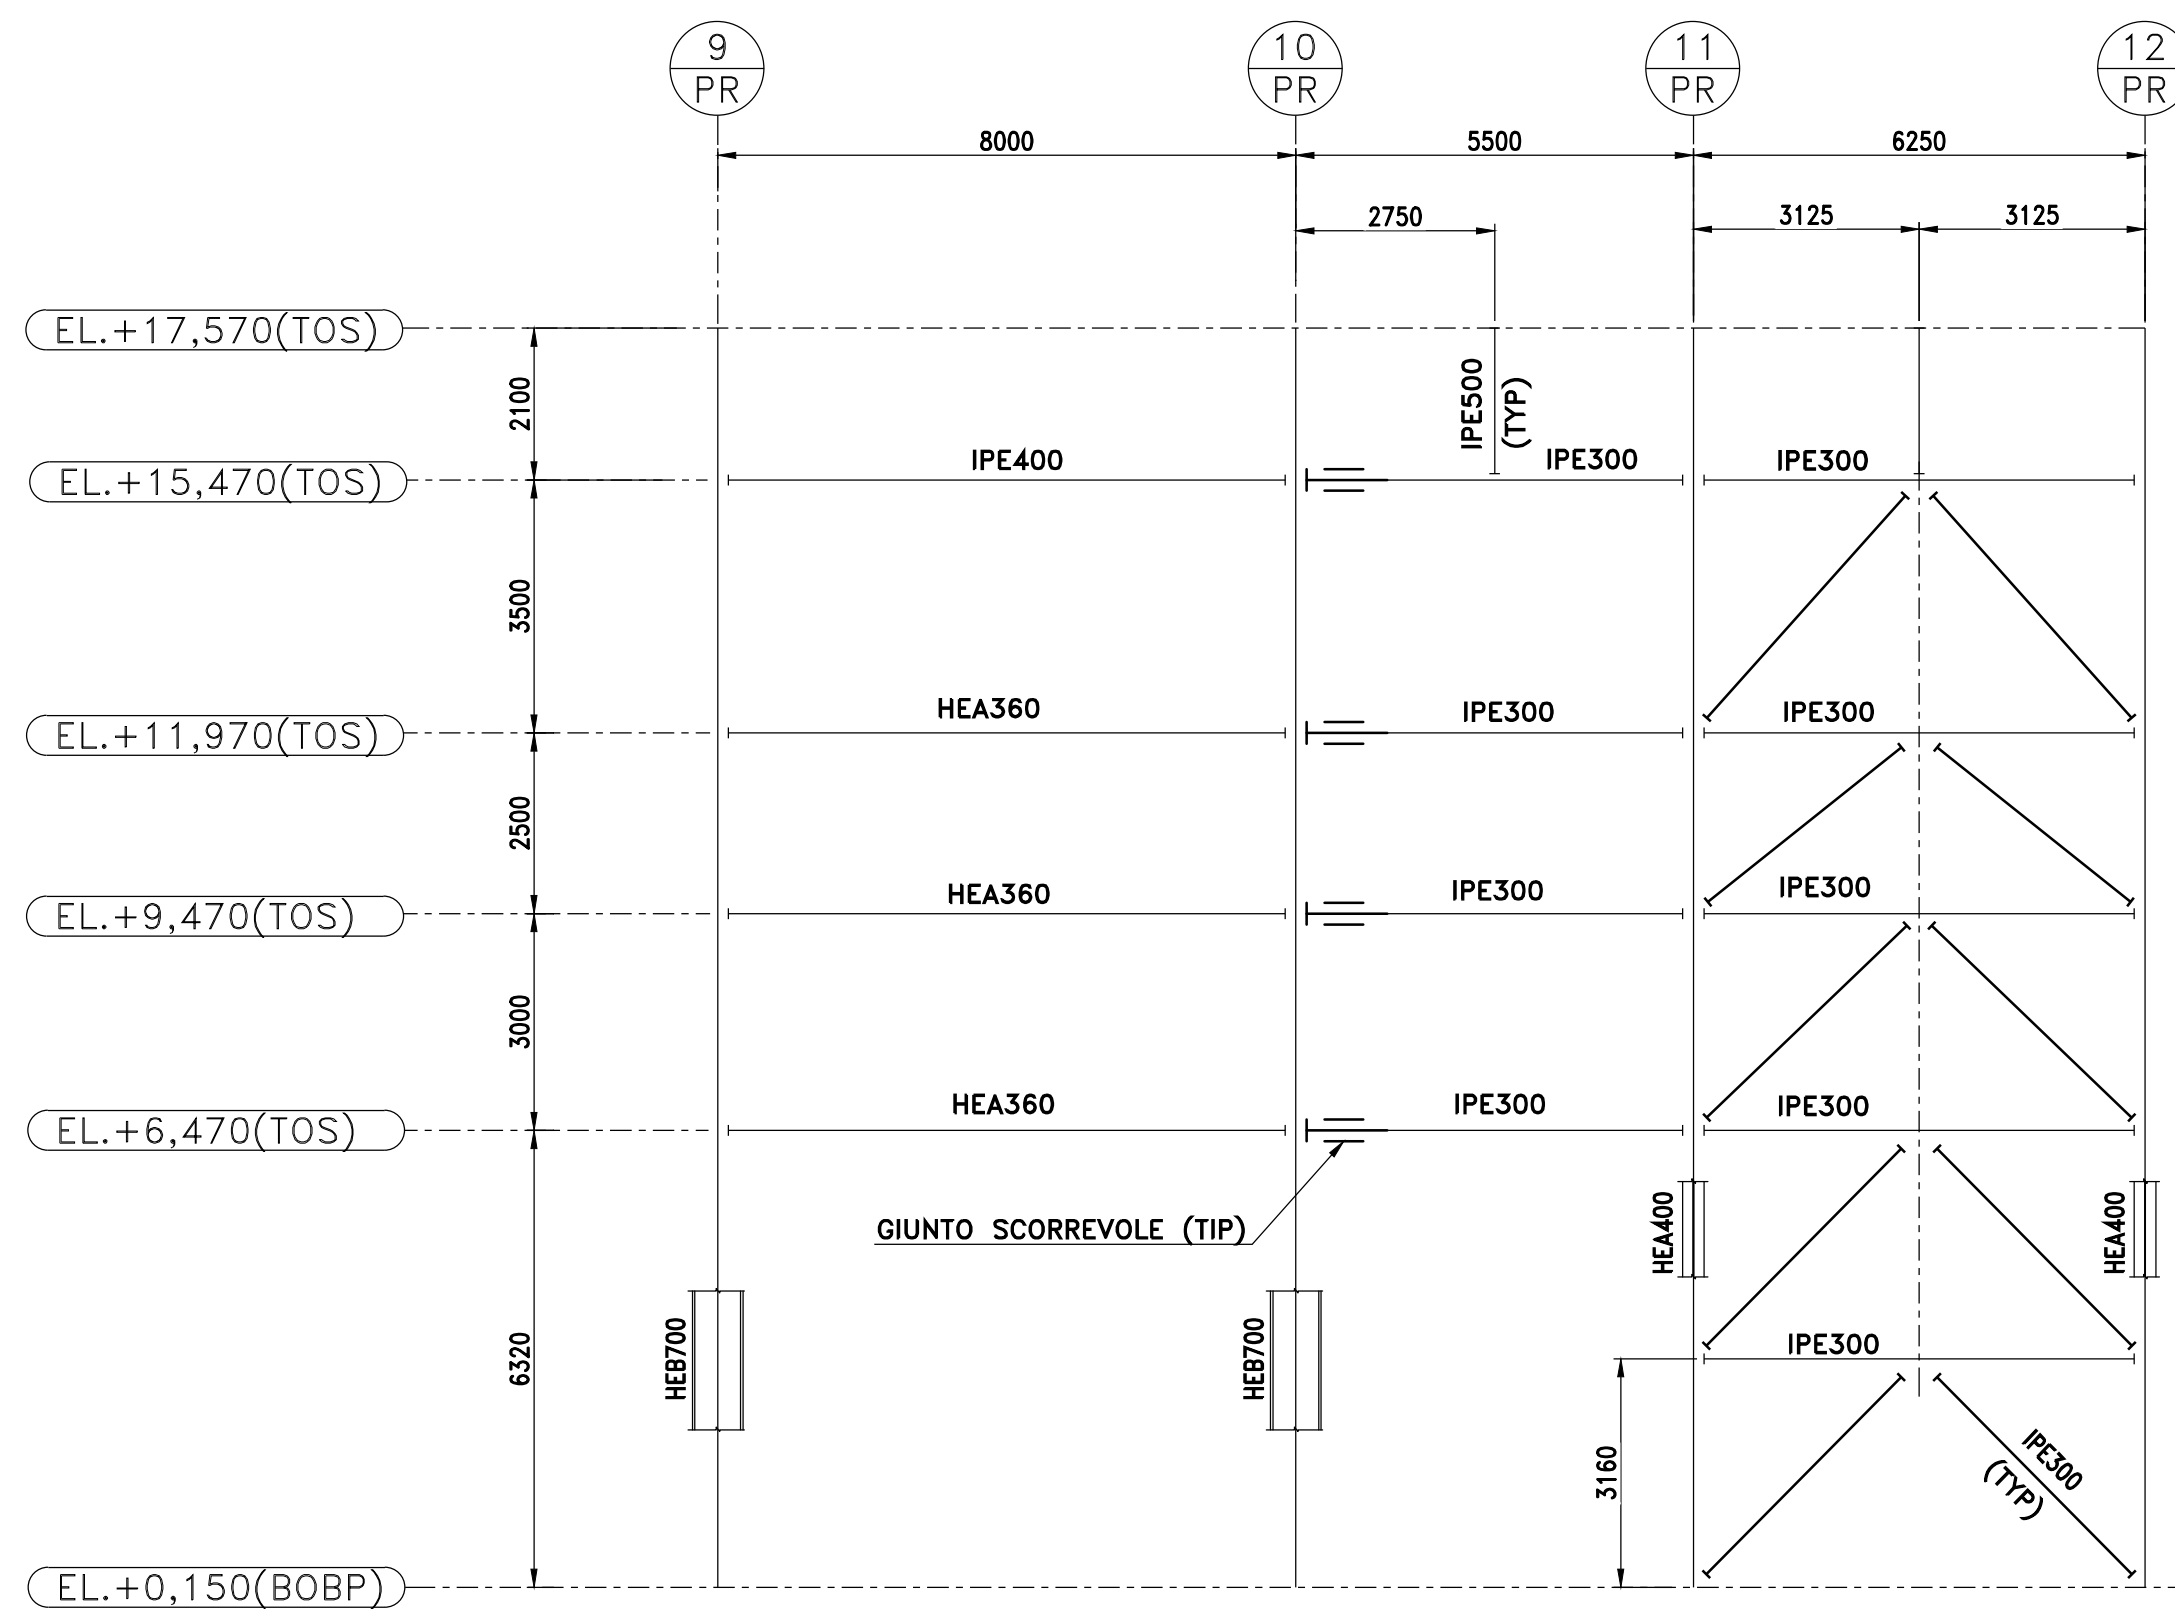 9
PR
10
PR
11
PR
12
PR
8000
5500
6250
2750
3125
3125
EL.+17,570(TOS)
2100
IPE500
(TYP)
EL.+15,470(TOS)
IPE400
IPE300
IPE300
3500
EL.+11,970(TOS)
HEA360
IPE300
IPE300
2500
EL.+9,470(TOS)
HEA360
IPE300
IPE300
3000
EL.+6,470(TOS)
HEA360
IPE300
IPE300
GIUNTO SCORREVOLE (TIP)
HEA400
HEA400
6320
HEB700
HEB700
IPE300
3160
IPE300
(TYP)
EL.+0,150(BOBP)